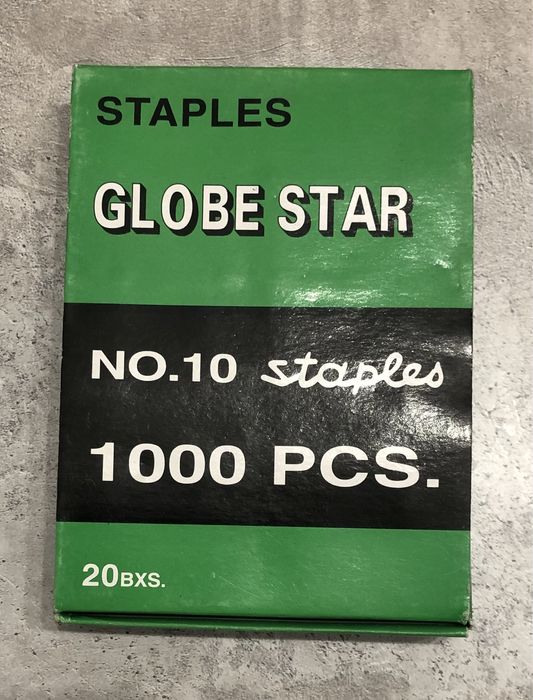 STAPLES
GLOBE STAR
NO.10 staples
1000 PCS.
20BXS.